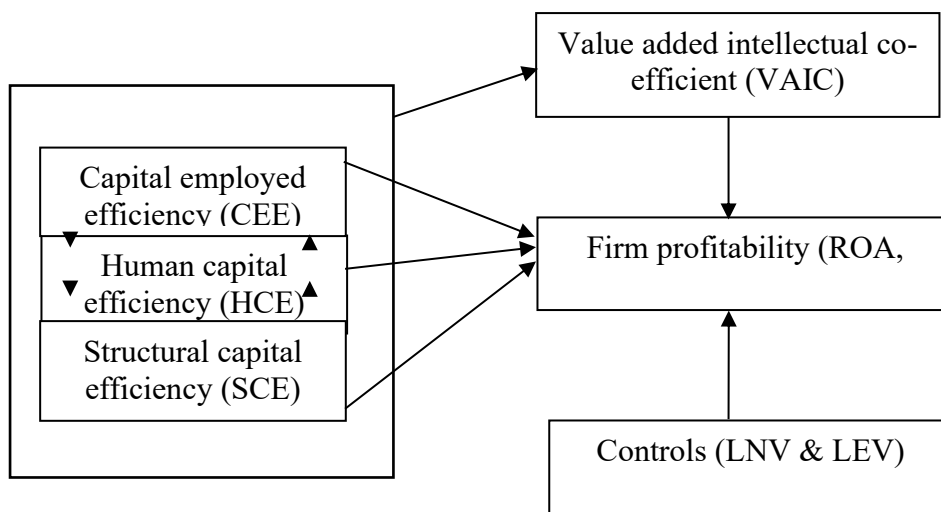 Value added intellectual co-
efficient (VAIC)
Capital employed
efficiency (CEE)
Human capital
efficiency (HCE)
Structural capital
efficiency (SCE)
Firm profitability (ROA,
Controls (LNV & LEV)